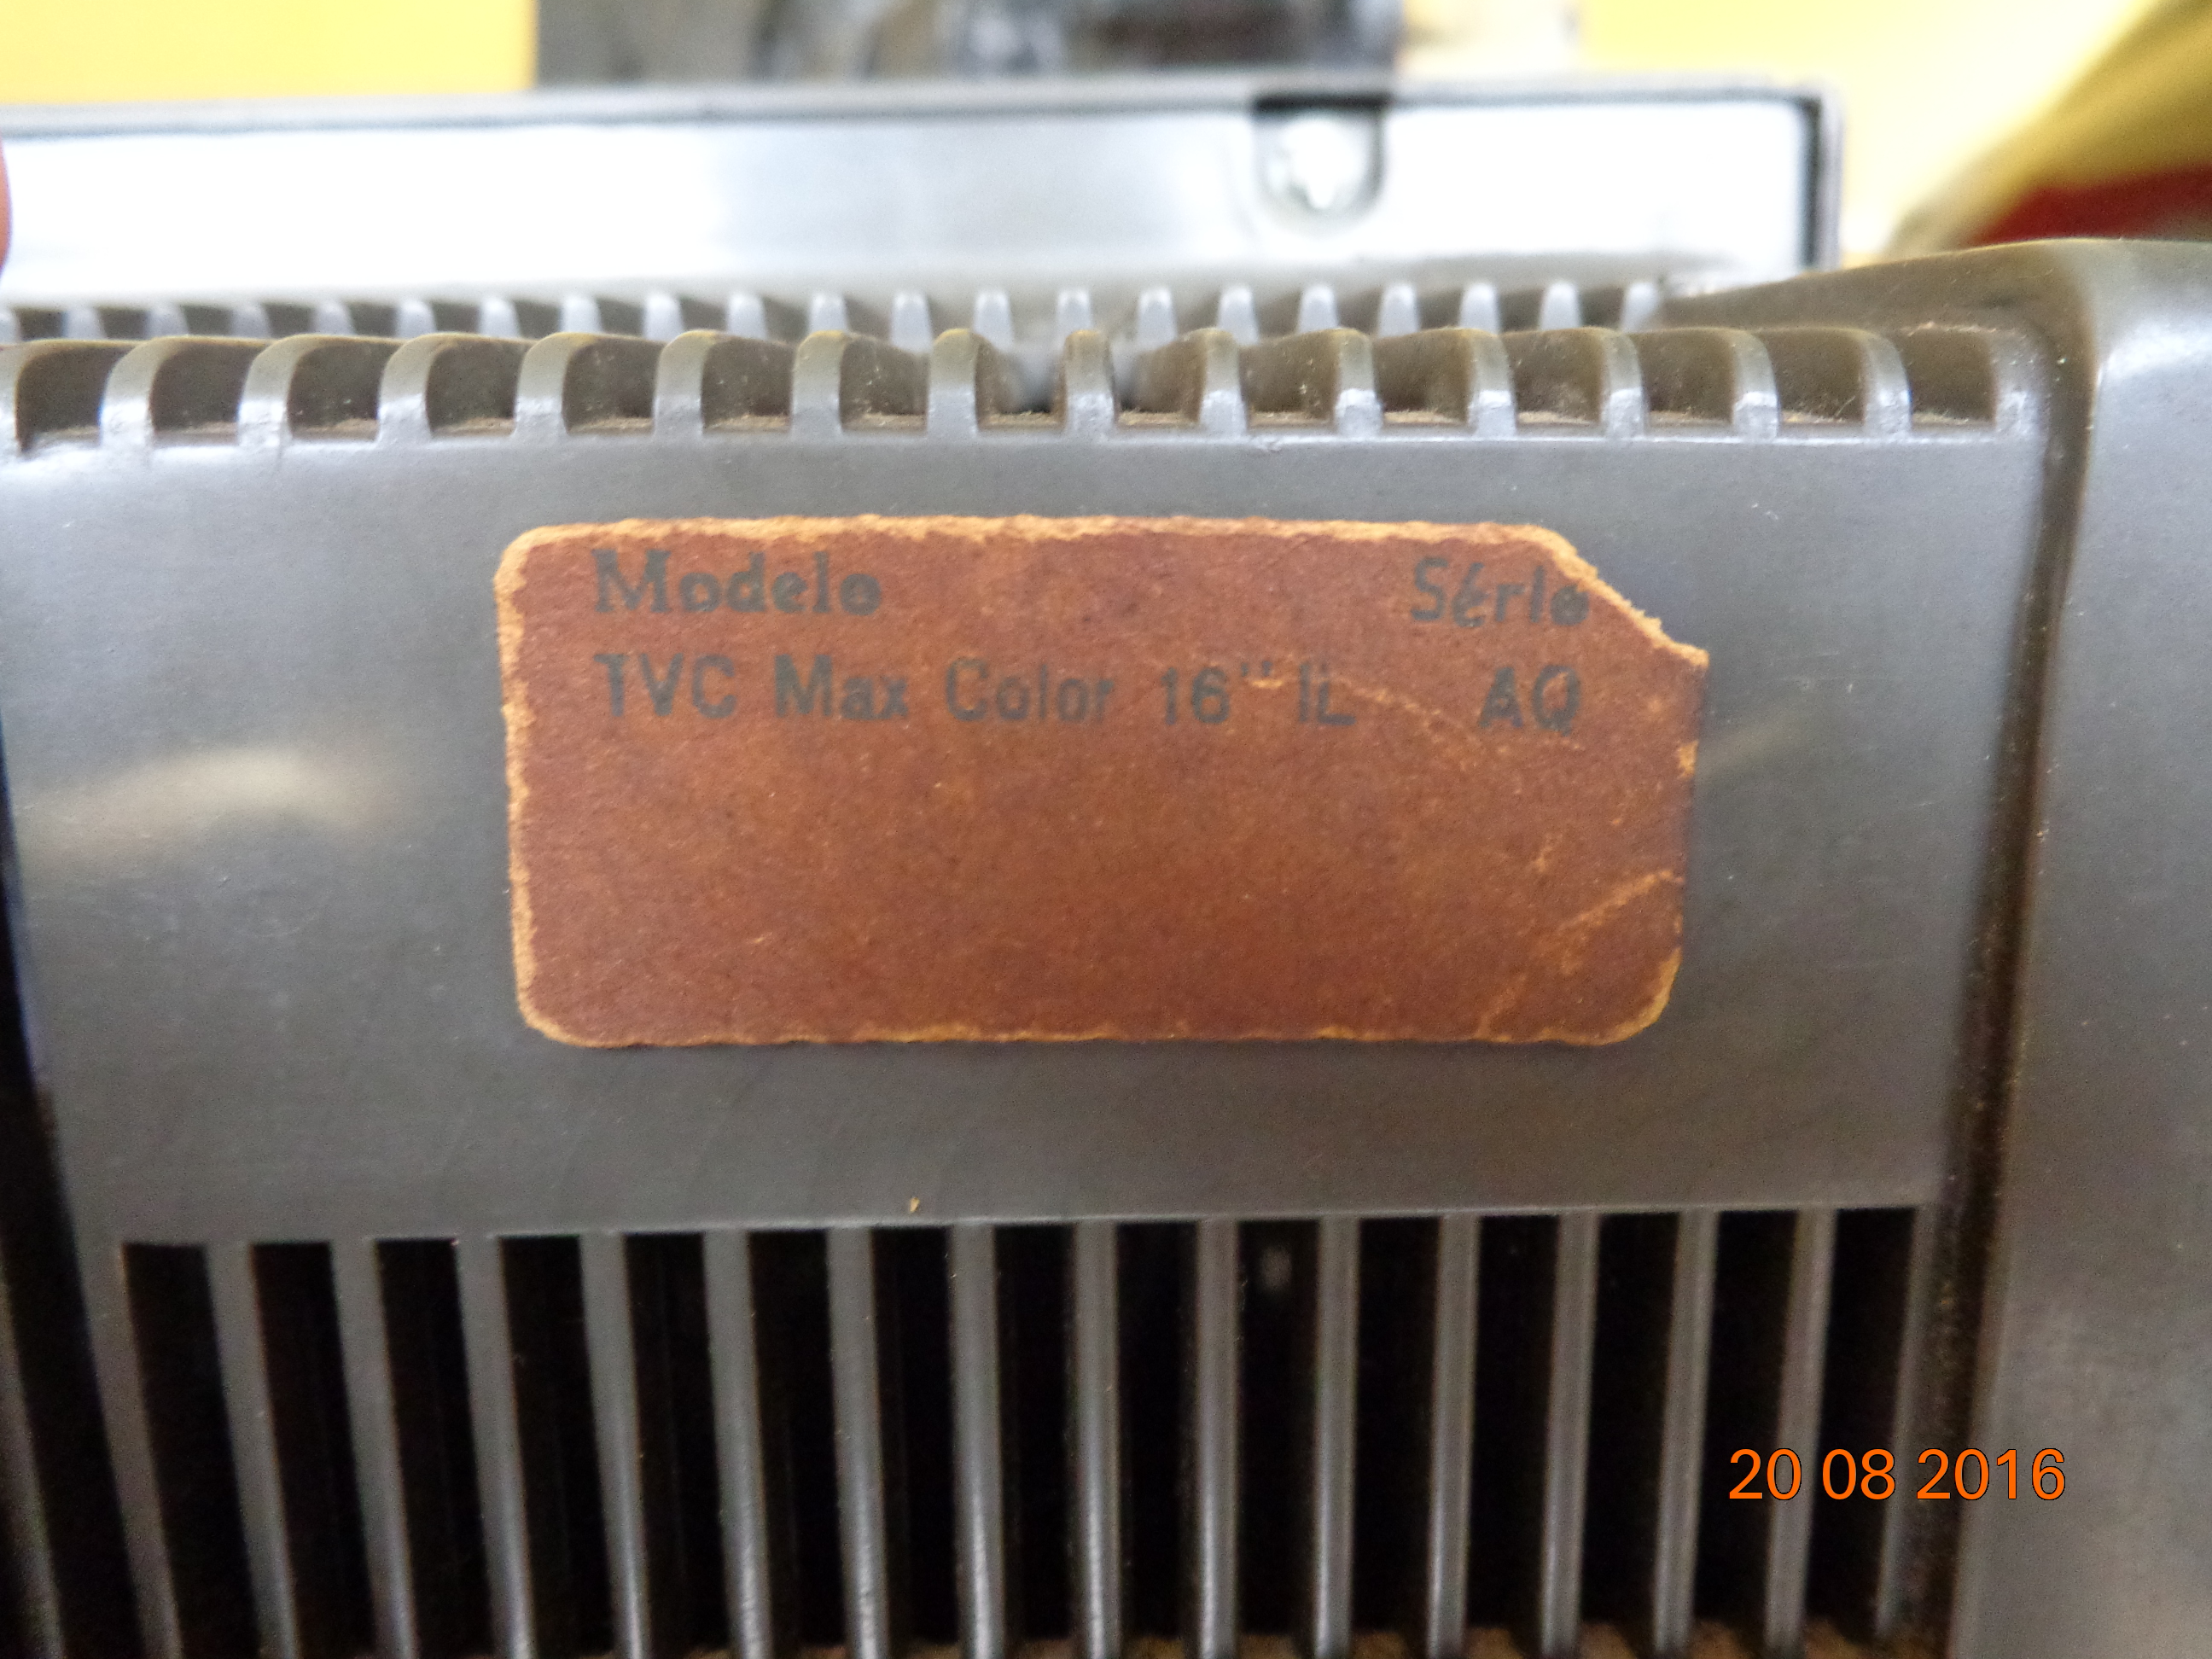 Modelo Série
TVC Max Color 16" IL AQ
20 08 2016